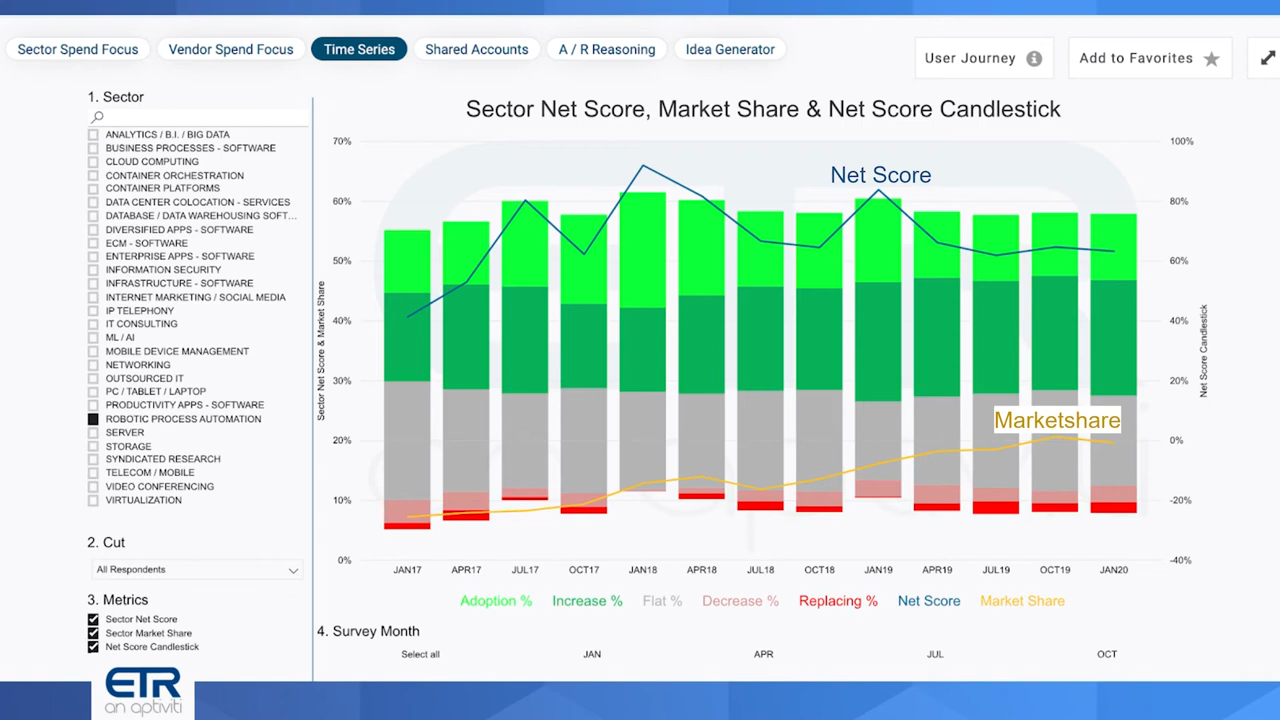 Sector Spend Focus
Vendor Spend Focus
Time Series
Shared Accounts
A / R Reasoning
Idea Generator
User Journey
Add to Favorites
1. Sector
ANALYTICS / B.I. / BIG DATA
BUSINESS PROCESSES - SOFTWARE
CLOUD COMPUTING
CONTAINER ORCHESTRATION
CONTAINER PLATFORMS
DATA CENTER COLOCATION - SERVICES
DATABASE / DATA WAREHOUSING SOFT...
DIVERSIFIED APPS - SOFTWARE
ECM - SOFTWARE
ENTERPRISE APPS - SOFTWARE
INFORMATION SECURITY
INFRASTRUCTURE - SOFTWARE
INTERNET MARKETING / SOCIAL MEDIA
IP TELEPHONY
IT CONSULTING
ML / AI
MOBILE DEVICE MANAGEMENT
NETWORKING
OUTSOURCED IT
PC / TABLET / LAPTOP
PRODUCTIVITY APPS - SOFTWARE
ROBOTIC PROCESS AUTOMATION
SERVER
STORAGE
SYNDICATED RESEARCH
TELECOM / MOBILE
VIDEO CONFERENCING
VIRTUALIZATION
2. Cut
All Respondents
3. Metrics
Sector Net Score
Sector Market Share
Net Score Candlestick
ETR
an aptiviti
Sector Net Score, Market Share & Net Score Candlestick
Sector Net Score & Market Share
70%
60%
50%
40%
30%
20%
10%
0%
Net Score
Marketshare
100%
80%
60%
40%
20%
0%
-20%
-40%
Net Score Candlestick
JAN17 APR17 JUL17 OCT17 JAN18 APR18 JUL18 OCT18 JAN19 APR19 JUL19 OCT19 JAN20
Adoption % Increase % Flat % Decrease % Replacing % Net Score Market Share
4. Survey Month
Select all JAN APR JUL OCT